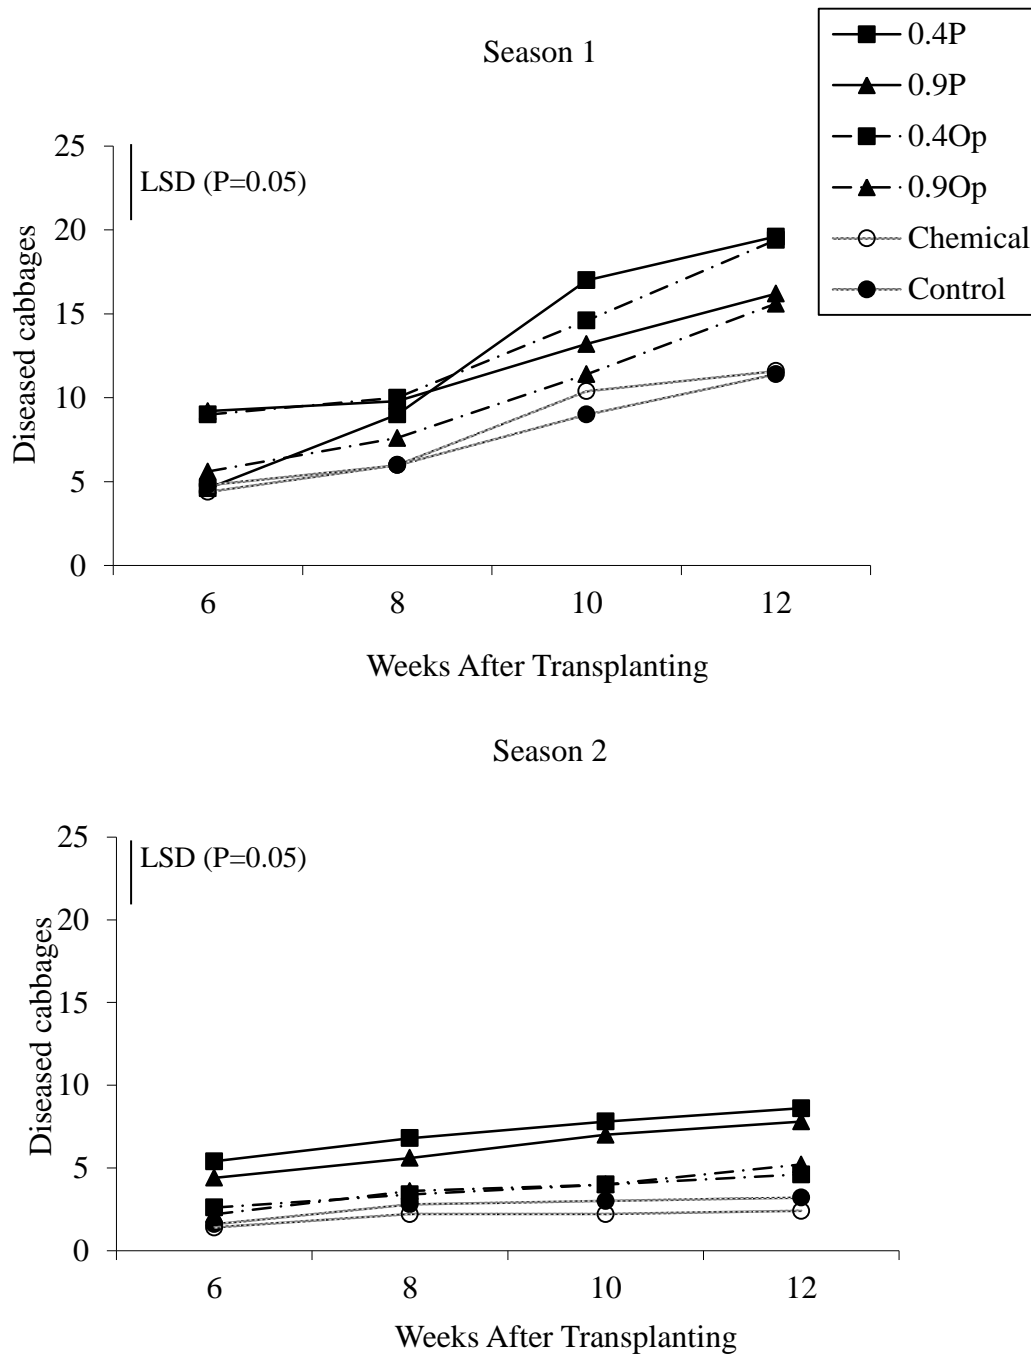 Season 1
0.4P
0.9P
0.4Op
0.9Op
Chemical
Control
LSD (P=0.05)
Diseased cabbages
25
20
15
10
5
0
6 8 10 12
Weeks After Transplanting
Season 2
LSD (P=0.05)
Diseased cabbages
25
20
15
10
5
0
6 8 10 12
Weeks After Transplanting